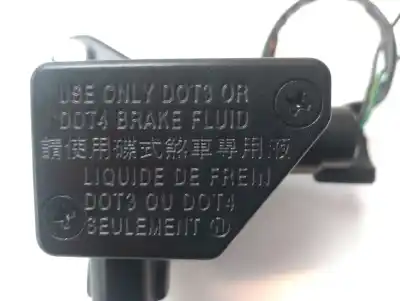 USE ONLY DOT3 OR
DOT4 BRAKE FLUID
請使用碟式煞車專用液
LIQUIDE DE FREIN
DOT3 OU DOT4
SEULEMENT